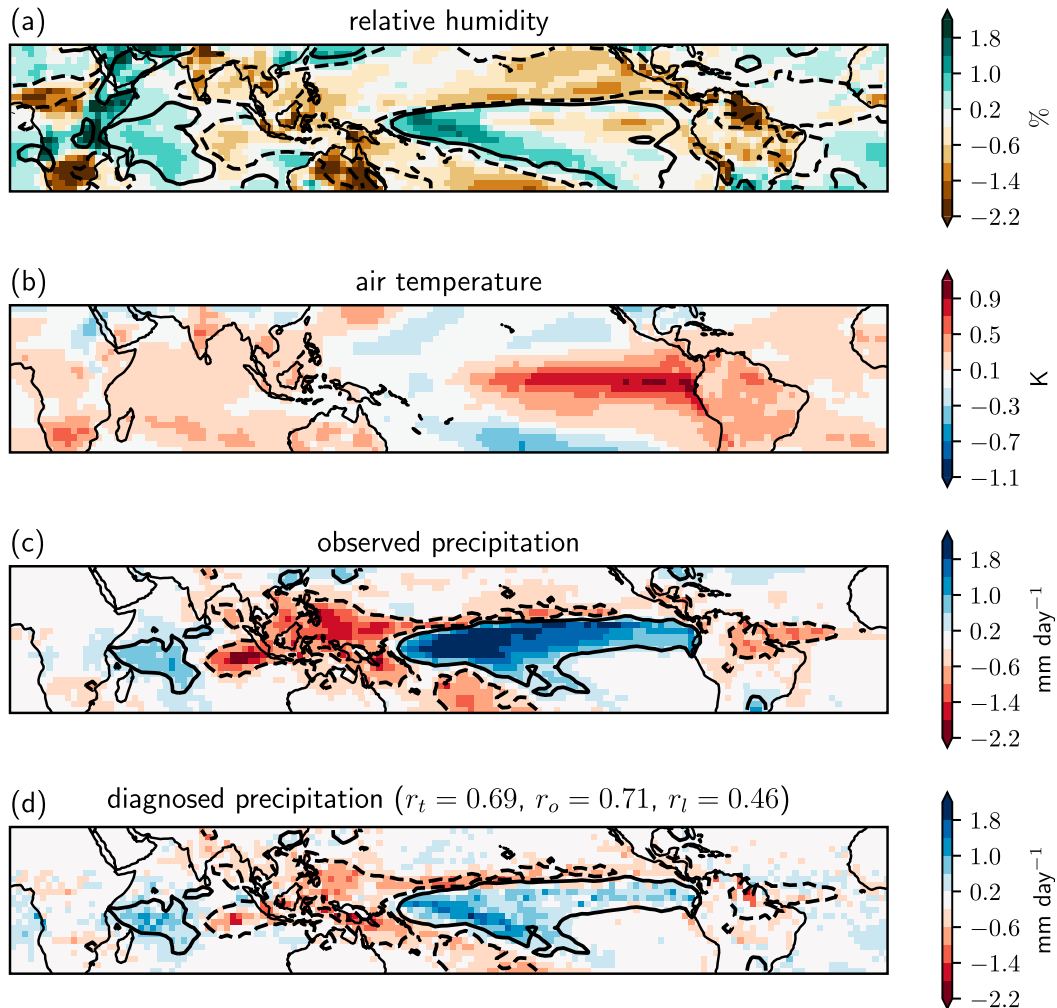 (a)
relative humidity
1.8
1.0
0.2
−0.6
−1.4
−2.2
%
(b)
air temperature
0.9
0.5
0.1
−0.3
−0.7
−1.1
K
(c)
observed precipitation
1.8
1.0
0.2
−0.6
−1.4
−2.2
mm day⁻¹
(d)
diagnosed precipitation (rₜ = 0.69, rₒ = 0.71, rₗ = 0.46)
1.8
1.0
0.2
−0.6
−1.4
−2.2
mm day⁻¹